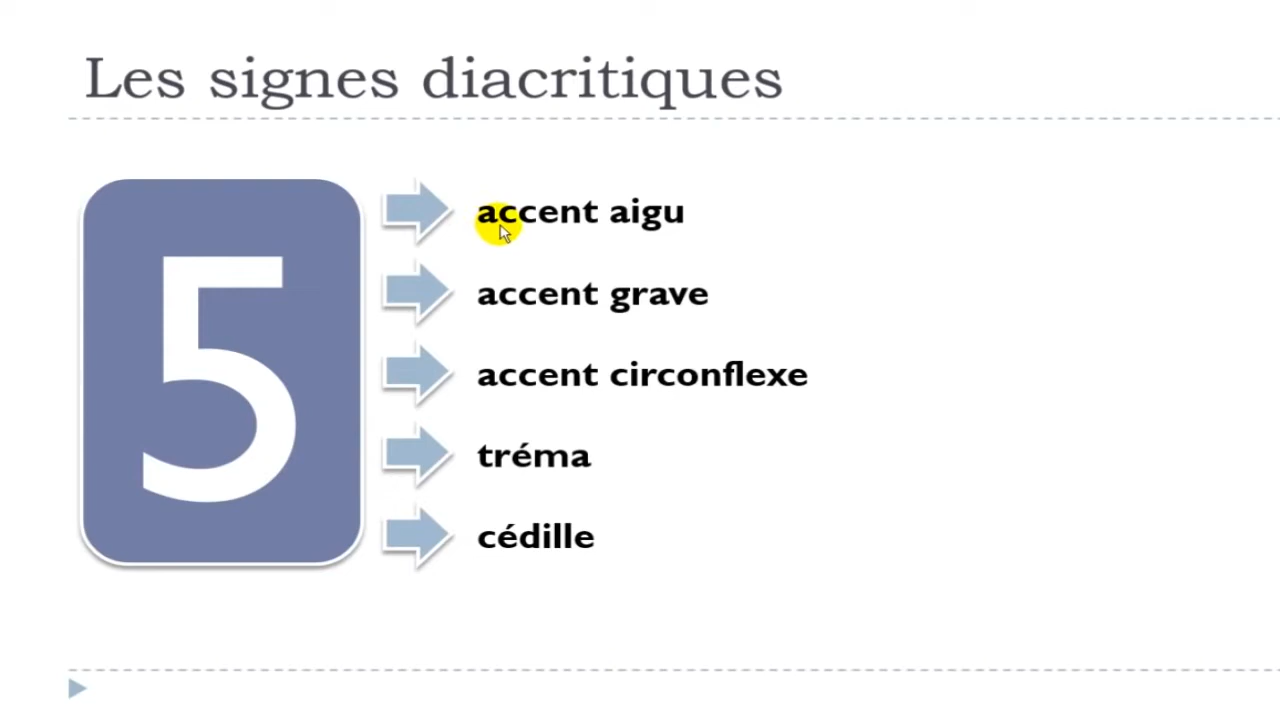 Les signes diacritiques
5
accent aigu
accent grave
accent circonflexe
tréma
cédille